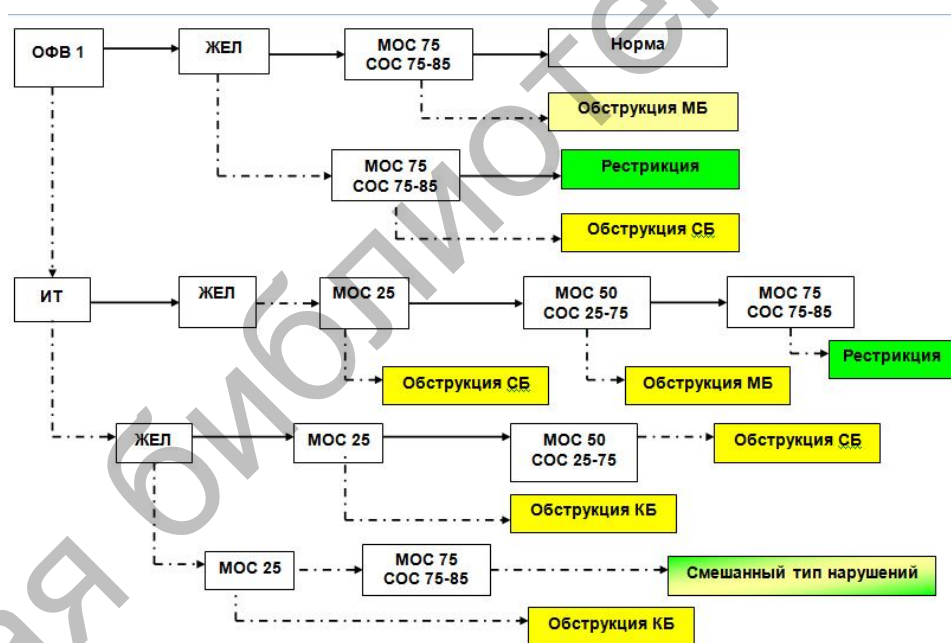 ОФВ 1
ЖЕЛ
МОС 75
СОС 75-85
Норма
Обструкция МБ
МОС 75
СОС 75-85
Рестрикция
Обструкция СБ
ИТ
ЖЕЛ
МОС 25
МОС 50
СОС 25-75
МОС 75
СОС 75-85
Рестрикция
Обструкция СБ
Обструкция МБ
ЖЕЛ
МОС 25
МОС 50
СОС 25-75
Обструкция СБ
Обструкция КБ
МОС 25
МОС 75
СОС 75-85
Смешанный тип нарушений
Обструкция КБ